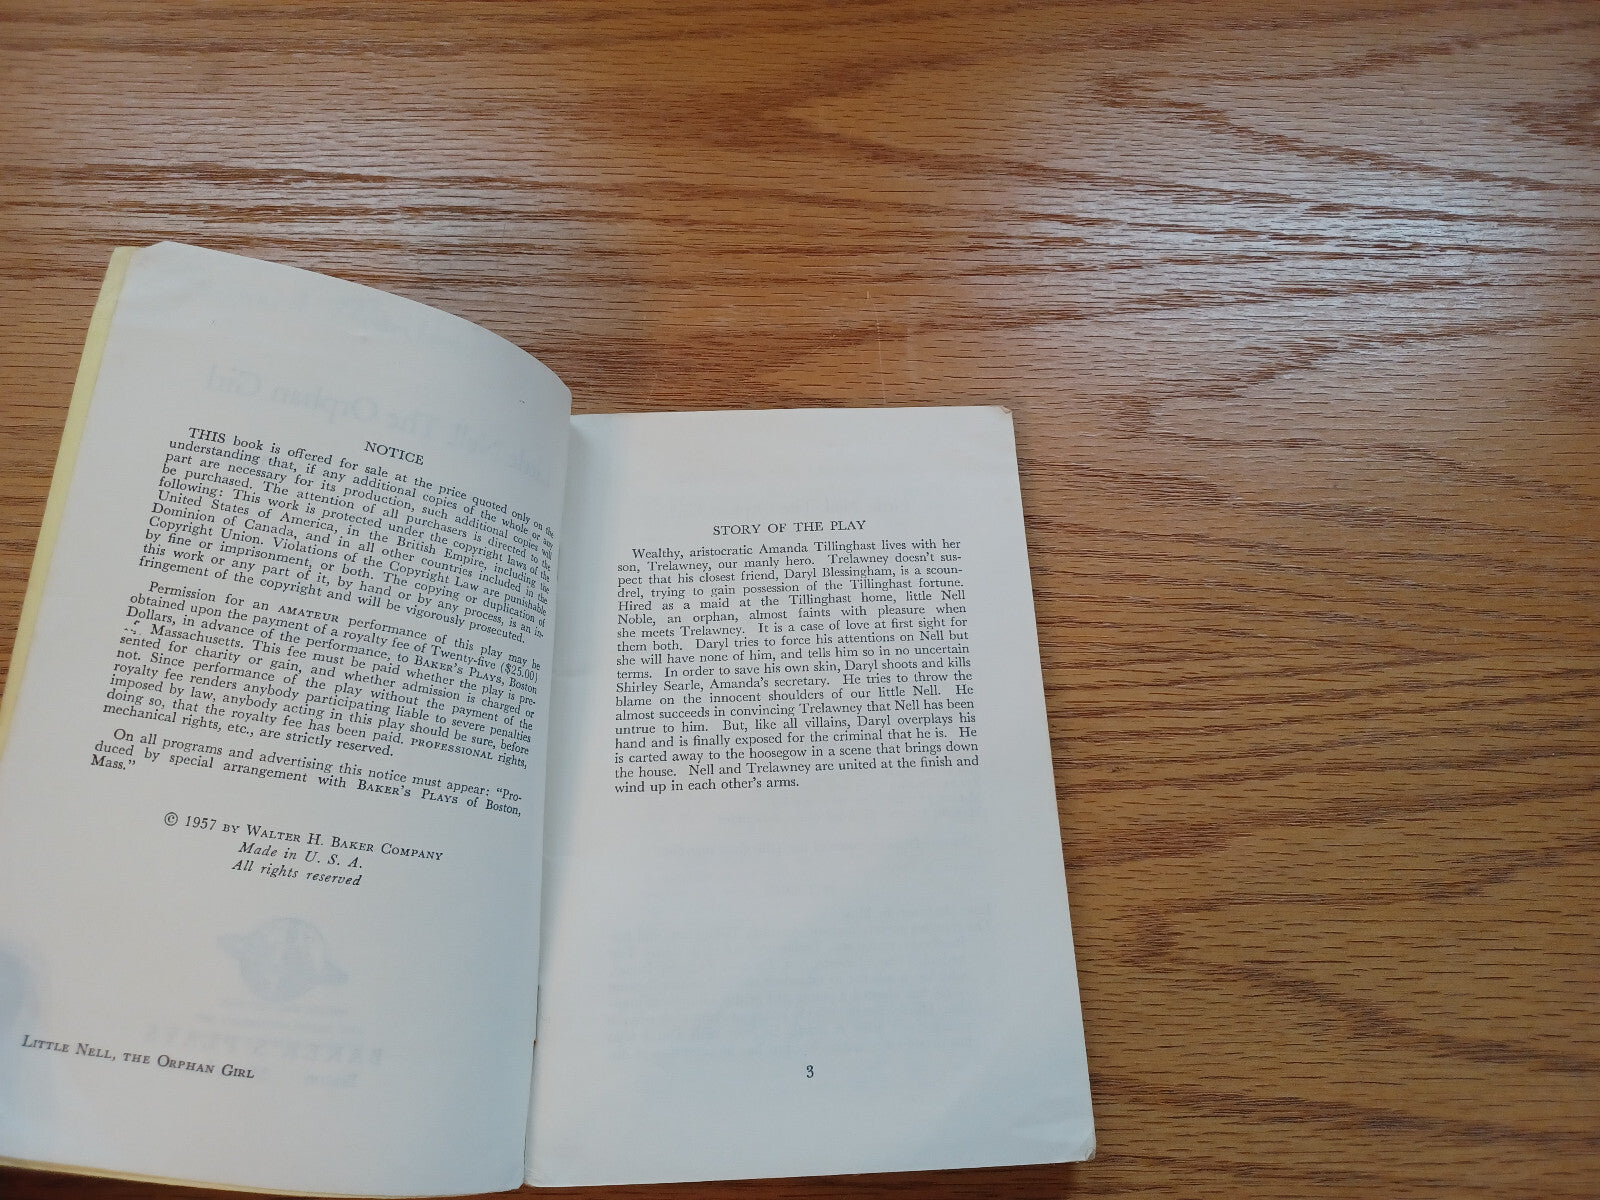 NOTICE
THIS book is offered for sale at the price quoted only on the
understanding that, if any additional copies of the whole or any
part are necessary for its production, such additional copies will
be purchased. The attention of all purchasers is directed to the
following: This work is protected under the copyright laws of the
United States of America, in the British Empire, including the
Dominion of Canada, and in all other countries included in the
Copyright Union. Violations of the Copyright Law are punishable
by fine or imprisonment, or both. The copying or duplication of
this work or any part of it, by hand or by any process, is an in-
fringement of the copyright and will be vigorously prosecuted.
Permission for an AMATEUR performance of this play may be
obtained upon the payment of a royalty fee of Twenty-five ($25.00)
Dollars, in advance of the performance, to BAKER'S PLAYS, Boston
Massachusetts. This fee must be paid whether the play is pre-
sented for charity or gain, and whether admission is charged or
not. Since performance of the play without the payment of the
royalty fee renders anybody participating liable to severe penalties
imposed by law, anybody acting in this play should be sure, before
doing so, that the royalty fee has been paid. PROFESSIONAL rights,
mechanical rights, etc., are strictly reserved.
On all programs and advertising this notice must appear: "Pro-
duced by special arrangement with BAKER'S PLAYS of Boston,
Mass."
© 1957 BY WALTER H. BAKER COMPANY
Made in U. S. A.
All rights reserved
LITTLE NELL, THE ORPHAN GIRL
STORY OF THE PLAY
Wealthy, aristocratic Amanda Tillinghast lives with her
son, Trelawney, our manly hero. Trelawney doesn't sus-
pect that his closest friend, Daryl Blessingham, is a scoun-
drel, trying to gain possession of the Tillinghast fortune.
Hired as a maid at the Tillinghast home, little Nell
Noble, an orphan, almost faints with pleasure when
she meets Trelawney. It is a case of love at first sight for
them both. Daryl tries to force his attentions on Nell but
she will have none of him, and tells him so in no uncertain
terms. In order to save his own skin, Daryl shoots and kills
Shirley Searle, Amanda's secretary. He tries to throw the
blame on the innocent shoulders of our little Nell. He
almost succeeds in convincing Trelawney that Nell has been
untrue to him. But, like all villains, Daryl overplays his
hand and is finally exposed for the criminal that he is. He
is carted away to the hoosegow in a scene that brings down
the house. Nell and Trelawney are united at the finish and
wind up in each other's arms.
3